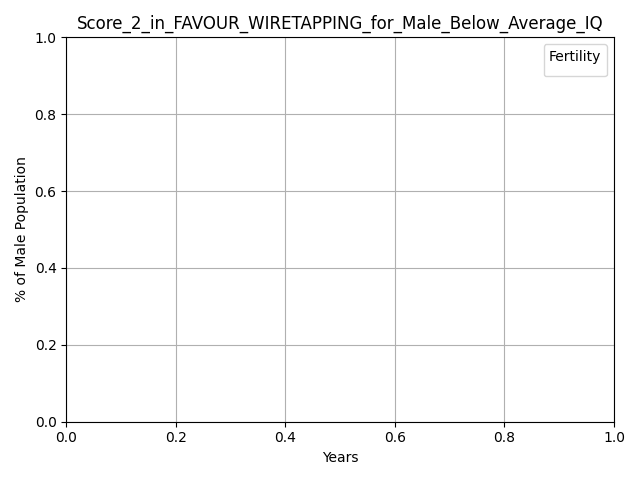 Score_2_in_FAVOUR_WIRETAPPING_for_Male_Below_Average_IQ
Fertility
% of Male Population
1.0
0.8
0.6
0.4
0.2
0.0
0.0 0.2 0.4 0.6 0.8 1.0
Years